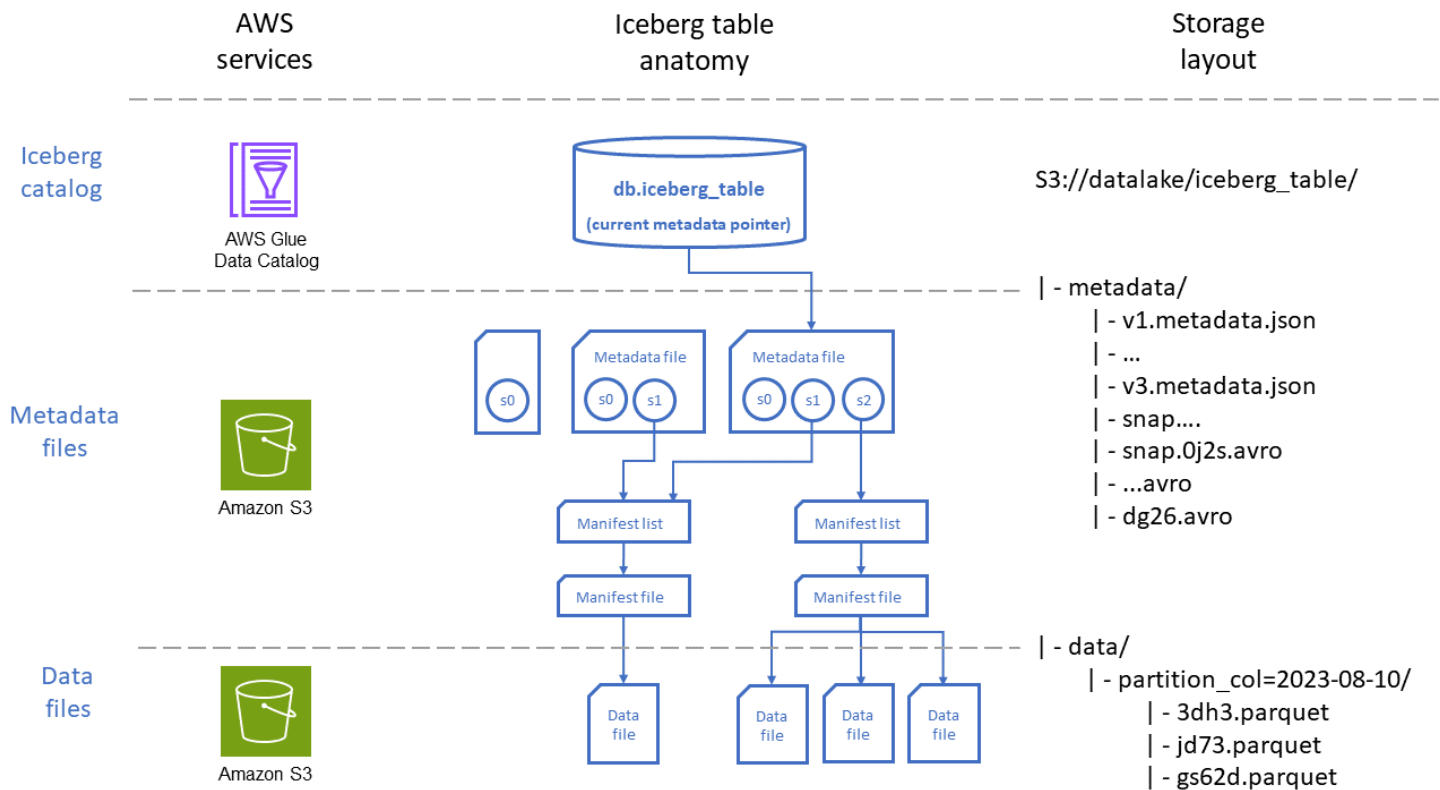 AWS
services
Iceberg table
anatomy
Storage
layout
Iceberg
catalog
AWS Glue
Data Catalog
db.iceberg_table
(current metadata pointer)
S3://datalake/iceberg_table/
Metadata
files
Amazon S3
s0
Metadata file
s0
s1
Metadata file
s0
s1
s2
Manifest list
Manifest list
Manifest file
Manifest file
| - metadata/
| - v1.metadata.json
| - ...
| - v3.metadata.json
| - snap....
| - snap.0j2s.avro
| - ...avro
| - dg26.avro
Data
files
Amazon S3
Data
file
Data
file
Data
file
Data
file
| - data/
| - partition_col=2023-08-10/
| - 3dh3.parquet
| - jd73.parquet
| - gs62d.parquet